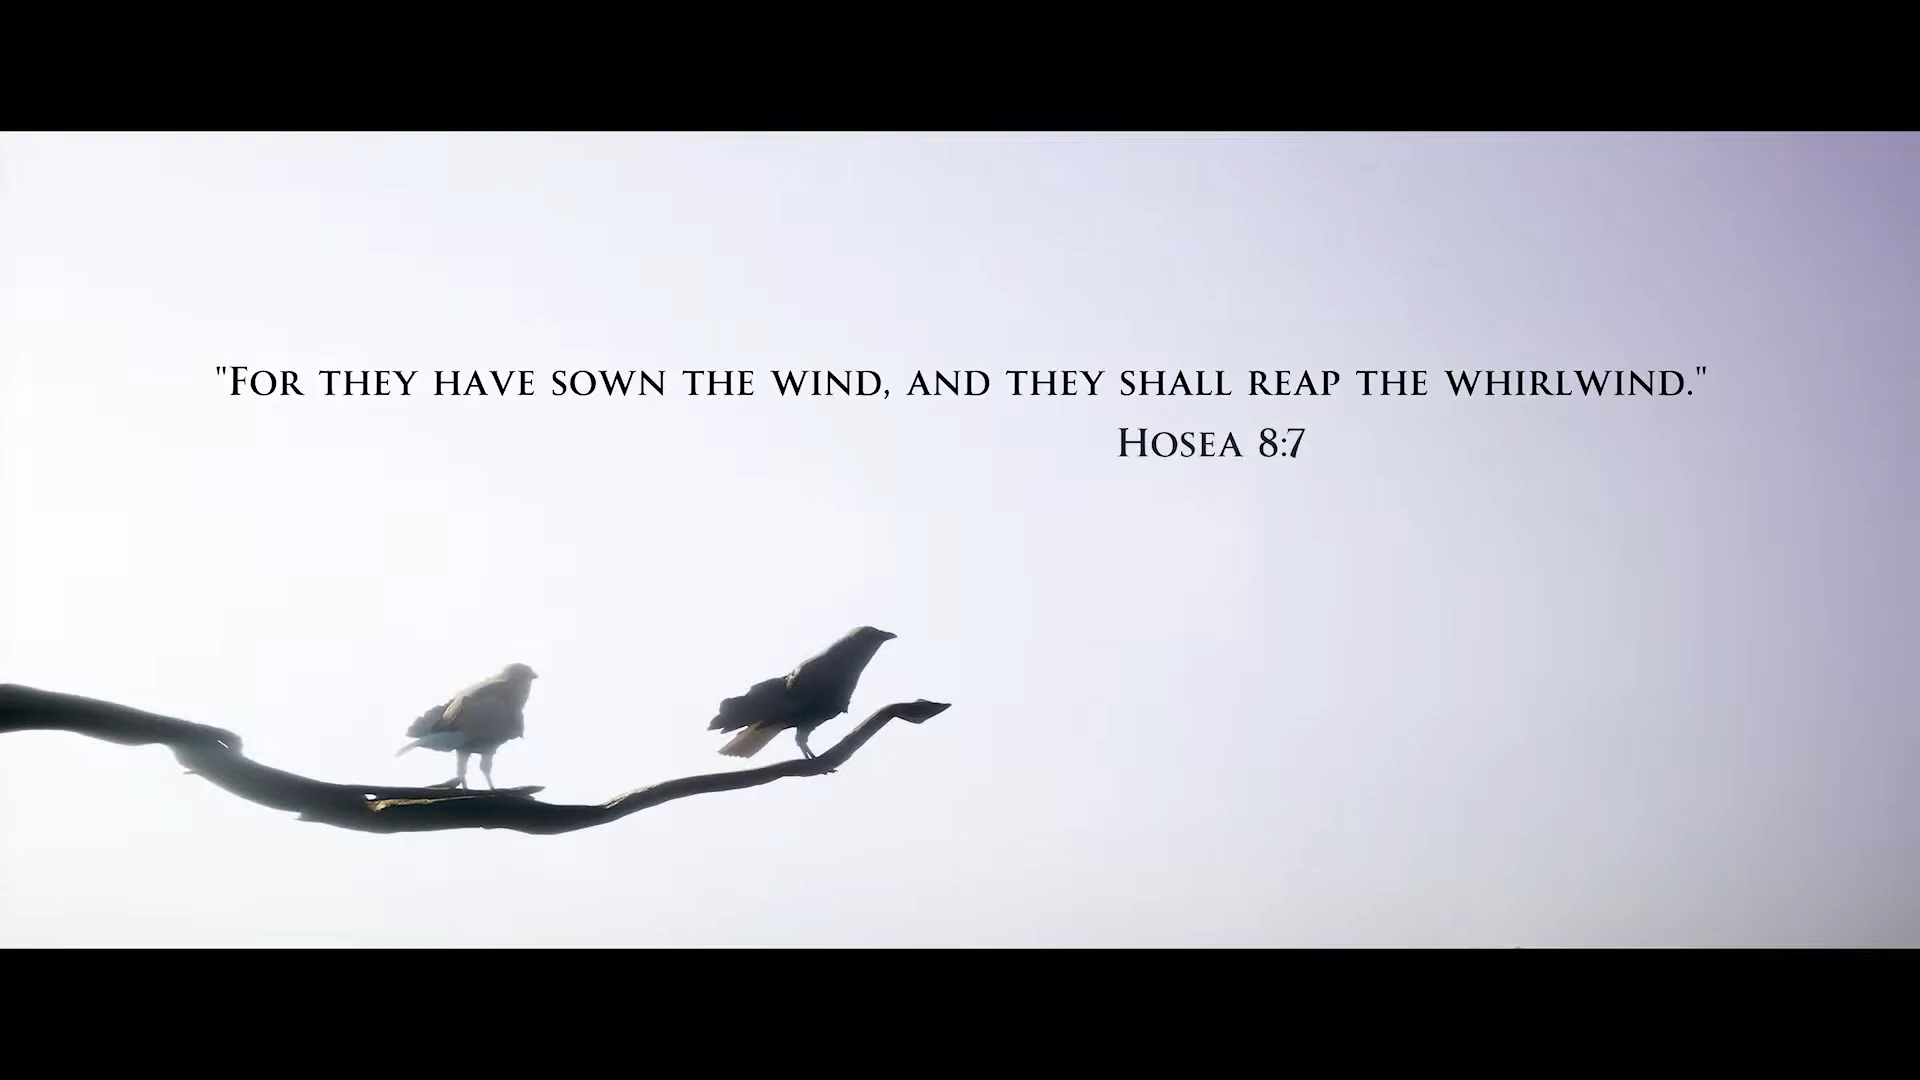 "For they have sown the wind, and they shall reap the whirlwind."
Hosea 8:7